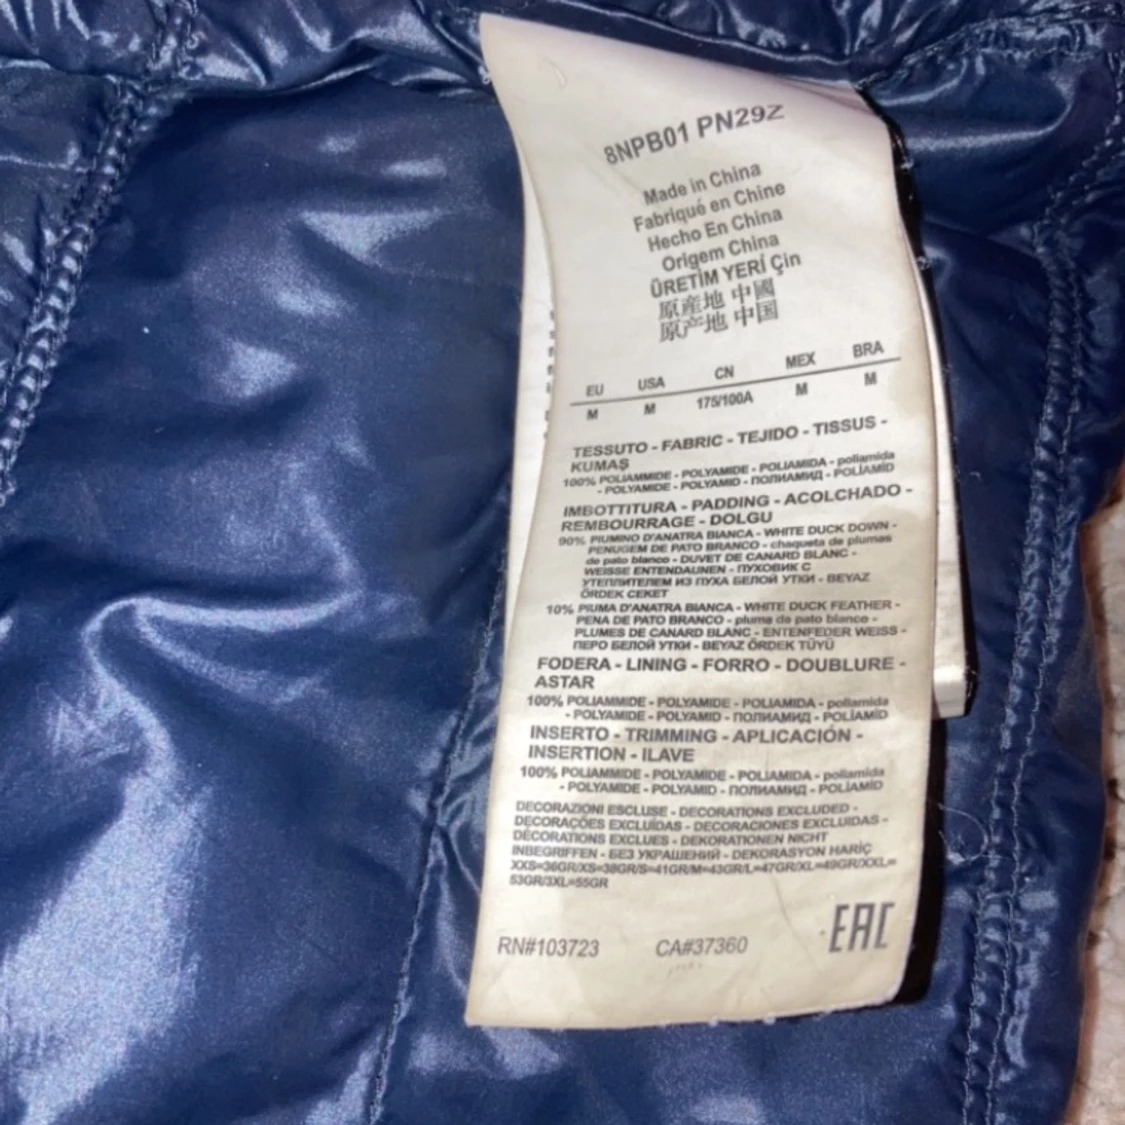 8NPB01 PN29Z
Made in China
Fabriqué en Chine
Hecho En China
Origem China
ÜRETİM YERİ Çin
原産地 中國
原产地 中国
EU USA CN MEX BRA
M M 175/100A M M
TESSUTO - FABRIC - TEJIDO - TISSUS -
KUMAŞ
100% POLIAMMIDE - POLYAMIDE - POLIAMIDA - poliamida
- POLYAMIDE - POLYAMID - ПОЛИАМИД - POLİAMİD
IMBOTTITURA - PADDING - ACOLCHADO -
REMBOURRAGE - DOLGU
90% PIUMINO D'ANATRA BIANCA - WHITE DUCK DOWN -
PENUGEM DE PATO BRANCO - chaqueta de plumas
de pato blanco - DUVET DE CANARD BLANC -
WEISSE ENTENDAUNEN - ПУХОВИК С
УТЕПЛИТЕЛЕМ ИЗ ПУХА БЕЛОЙ УТКИ - BEYAZ
ÖRDEK CEKET
10% PIUMA D'ANATRA BIANCA - WHITE DUCK FEATHER -
PENA DE PATO BRANCO - pluma de pato blanco -
PLUMES DE CANARD BLANC - ENTENFEDER WEISS -
ПЕРО БЕЛОЙ УТКИ - BEYAZ ÖRDEK TÜYÜ
FODERA - LINING - FORRO - DOUBLURE -
ASTAR
100% POLIAMMIDE - POLYAMIDE - POLIAMIDA - poliamida
- POLYAMIDE - POLYAMID - ПОЛИАМИД - POLİAMİD
INSERTO - TRIMMING - APLICACIÓN -
INSERTION - ILAVE
100% POLIAMMIDE - POLYAMIDE - POLIAMIDA - poliamida
- POLYAMIDE - POLYAMID - ПОЛИАМИД - POLİAMİD
DECORAZIONI ESCLUSE - DECORATIONS EXCLUDED -
DECORAÇÕES EXCLUÍDAS - DECORACIONES EXCLUIDAS -
DÉCORATIONS EXCLUES - DEKORATIONEN NICHT
INBEGRIFFEN - БЕЗ УКРАШЕНИЙ - DEKORASYON HARİÇ
XXS=36GR/XS=38GR/S=41GR/M=43GR/L=47GR/XL=49GR/XXL=
53GR/3XL=55GR
EAC
RN#103723 CA#37360